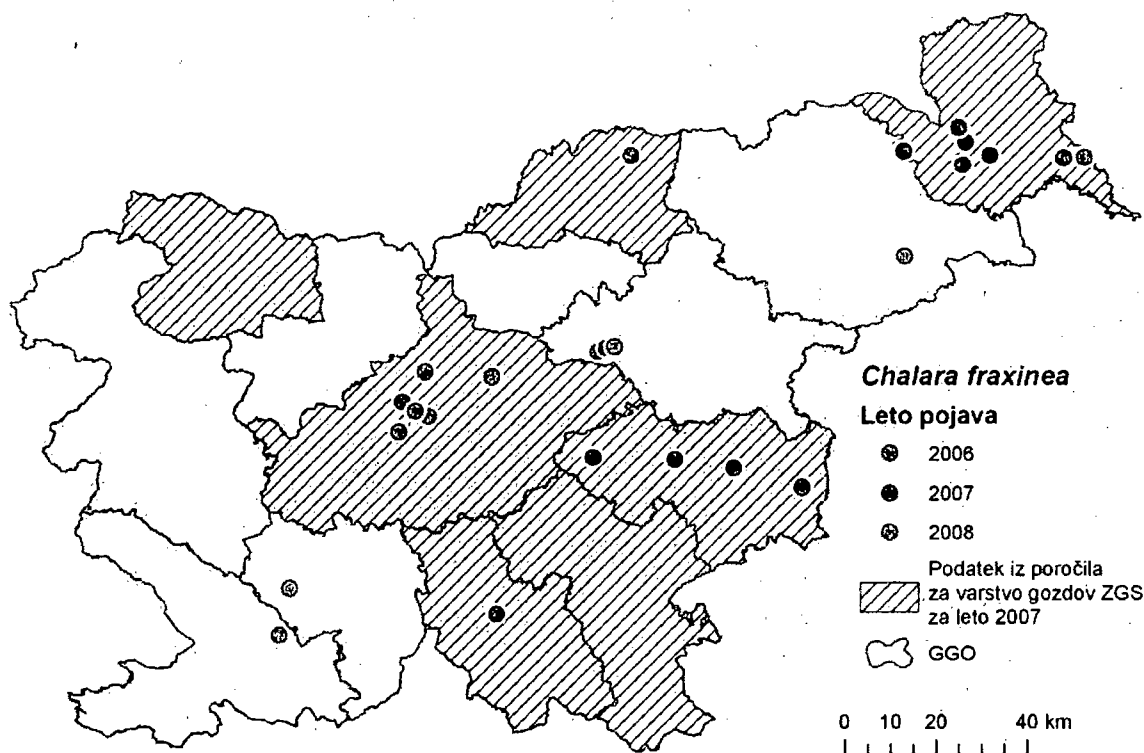 Chalara fraxinea
Leto pojava
2006
2007
2008
Podatek iz poročila
za varstvo gozdov ZGS
za leto 2007
GGO
0 10 20 40 km